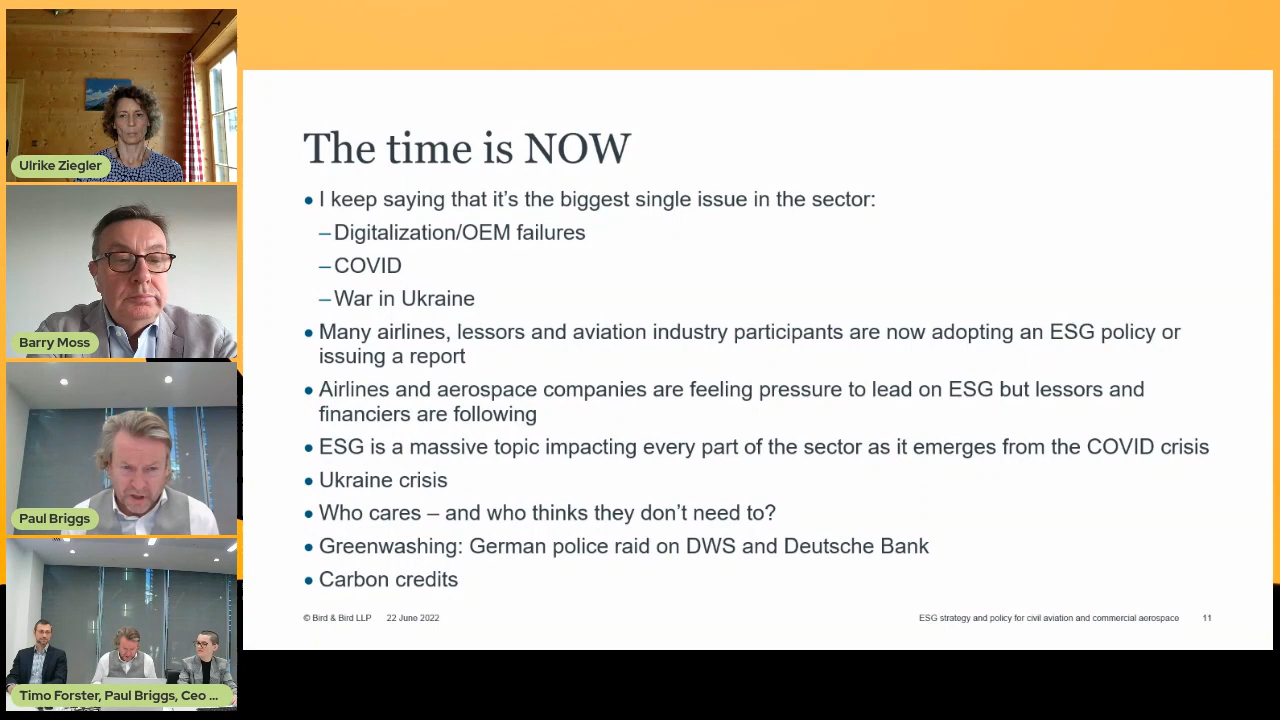 Ulrike Ziegler
Barry Moss
Paul Briggs
Timo Forster, Paul Briggs, Ceo ...
The time is NOW
• I keep saying that it’s the biggest single issue in the sector:
– Digitalization/OEM failures
– COVID
– War in Ukraine
• Many airlines, lessors and aviation industry participants are now adopting an ESG policy or
issuing a report
• Airlines and aerospace companies are feeling pressure to lead on ESG but lessors and
financiers are following
• ESG is a massive topic impacting every part of the sector as it emerges from the COVID crisis
• Ukraine crisis
• Who cares – and who thinks they don’t need to?
• Greenwashing: German police raid on DWS and Deutsche Bank
• Carbon credits
© Bird & Bird LLP 22 June 2022 ESG strategy and policy for civil aviation and commercial aerospace 11